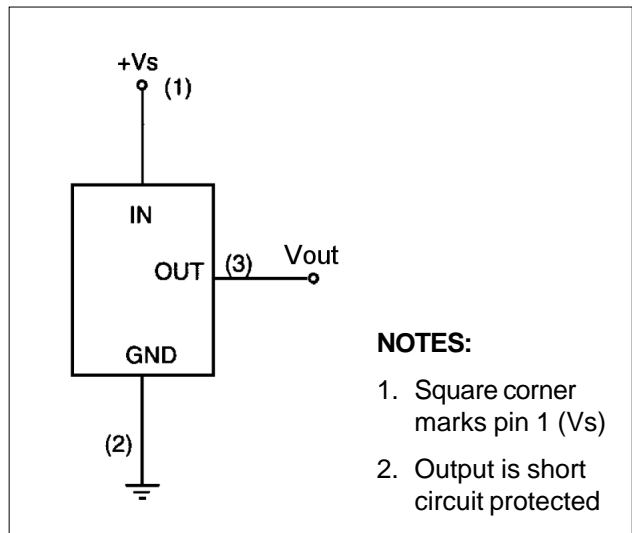 +Vs
(1)
IN
OUT
(3)
Vout
GND
(2)
NOTES:
1. Square corner
marks pin 1 (Vs)
2. Output is short
circuit protected